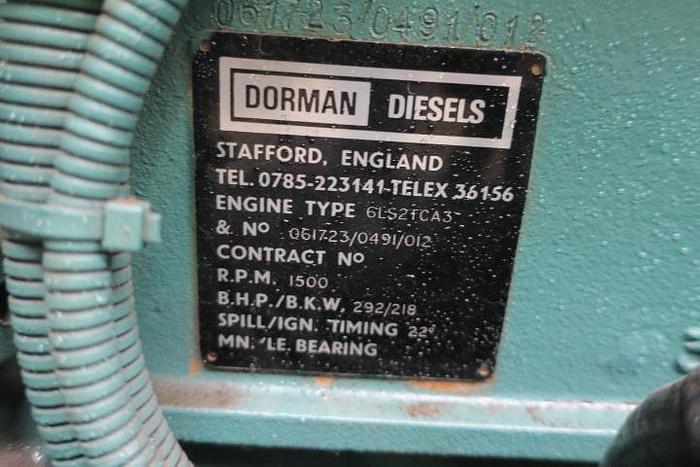 061723/0491/012
DORMAN DIESELS
STAFFORD, ENGLAND
TEL. 0785-223141-TELEX 36156
ENGINE TYPE 6LS2TCA3
& No 061723/0491/012
CONTRACT No
R.P.M. 1500
B.H.P./B.K.W. 292/218
SPILL/IGN. TIMING 22°
MN. 'LE. BEARING